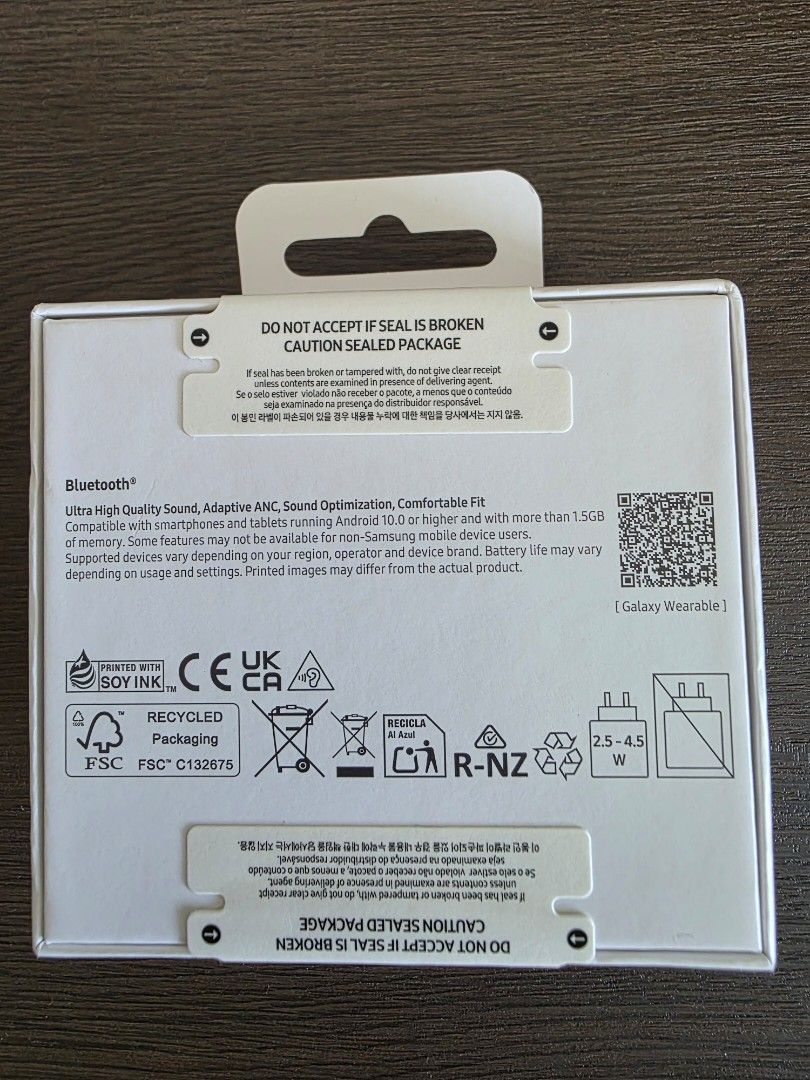 DO NOT ACCEPT IF SEAL IS BROKEN
CAUTION SEALED PACKAGE
If seal has been broken or tampered with, do not give clear receipt
unless contents are examined in presence of delivering agent.
Se o selo estiver violado não receber o pacote, a menos que o conteúdo
seja examinado na presença do distribuidor responsável.
이 봉인 라벨이 파손되어 있을 경우 내용물 누락에 대한 책임을 당사에서는 지지 않음.
Bluetooth®
Ultra High Quality Sound, Adaptive ANC, Sound Optimization, Comfortable Fit
Compatible with smartphones and tablets running Android 10.0 or higher and with more than 1.5GB
of memory. Some features may not be available for non-Samsung mobile device users.
Supported devices vary depending on your region, operator and device brand. Battery life may vary
depending on usage and settings. Printed images may differ from the actual product.
[ Galaxy Wearable ]
PRINTED WITH
SOY INK™
CE
UK
CA
100%
FSC
™
RECYCLED
Packaging
FSC™ C132675
RECICLA
Al Azul
R-NZ
2.5 - 4.5
W
DO NOT ACCEPT IF SEAL IS BROKEN
CAUTION SEALED PACKAGE
If seal has been broken or tampered with, do not give clear receipt
unless contents are examined in presence of delivering agent.
Se o selo estiver violado não receber o pacote, a menos que o conteúdo
seja examinado na presença do distribuidor responsável.
이 봉인 라벨이 파손되어 있을 경우 내용물 누락에 대한 책임을 당사에서는 지지 않음.